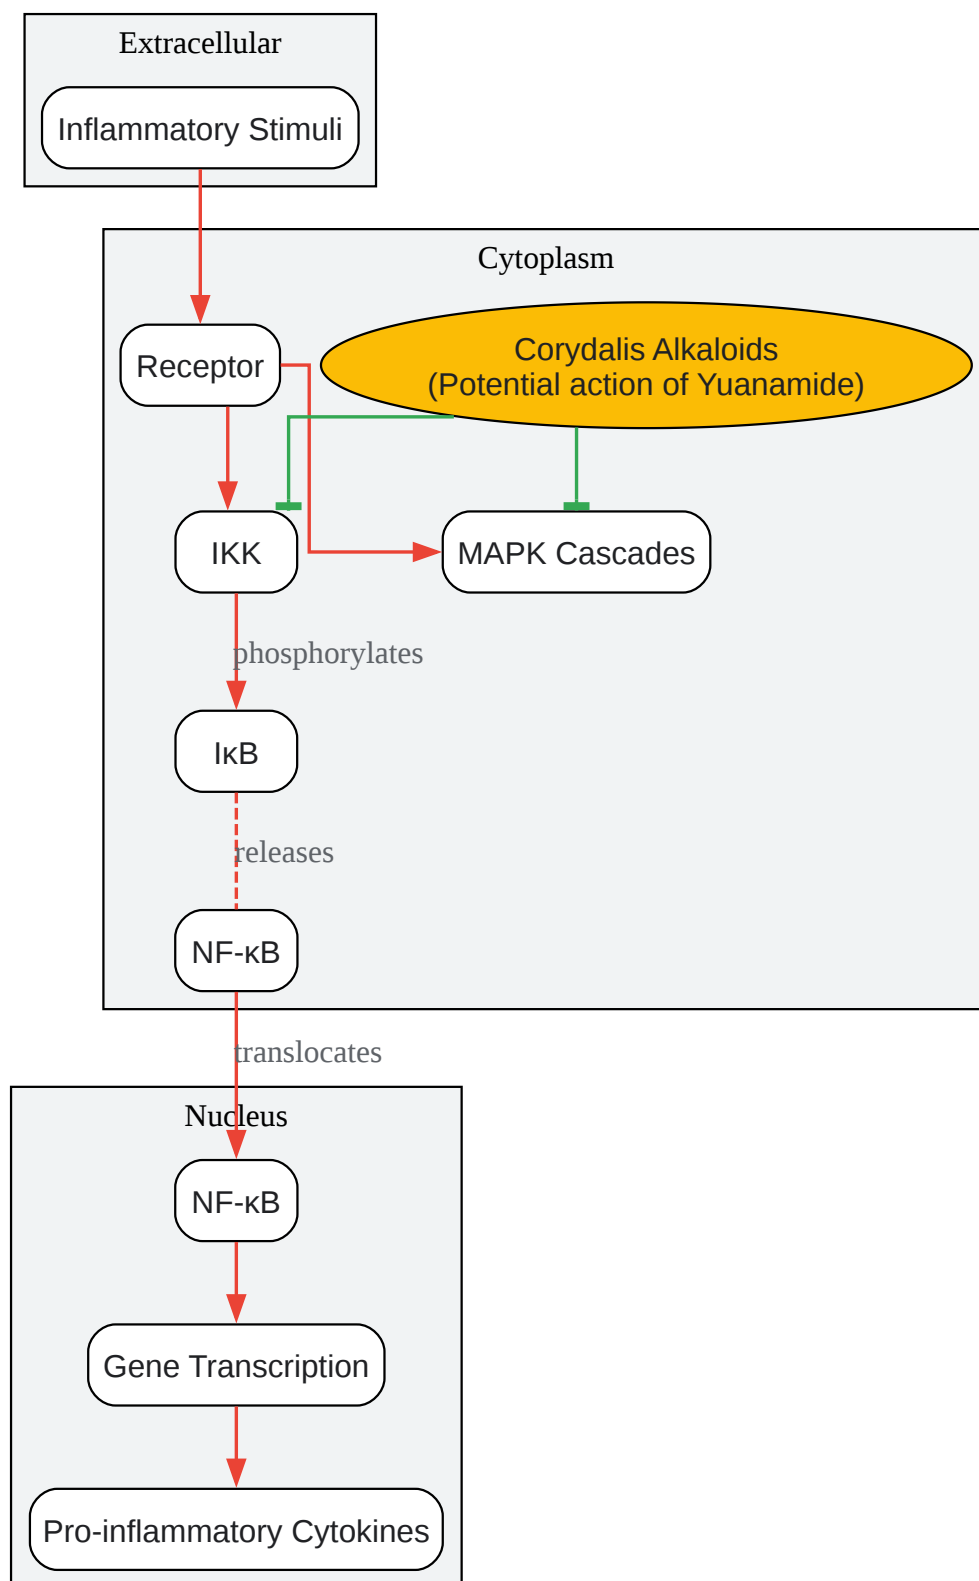 Extracellular
Inflammatory Stimuli
Cytoplasm
Receptor
Corydalis Alkaloids
(Potential action of Yuanamide)
IKK
MAPK Cascades
phosphorylates
IκB
releases
NF-κB
translocates
Nucleus
NF-κB
Gene Transcription
Pro-inflammatory Cytokines